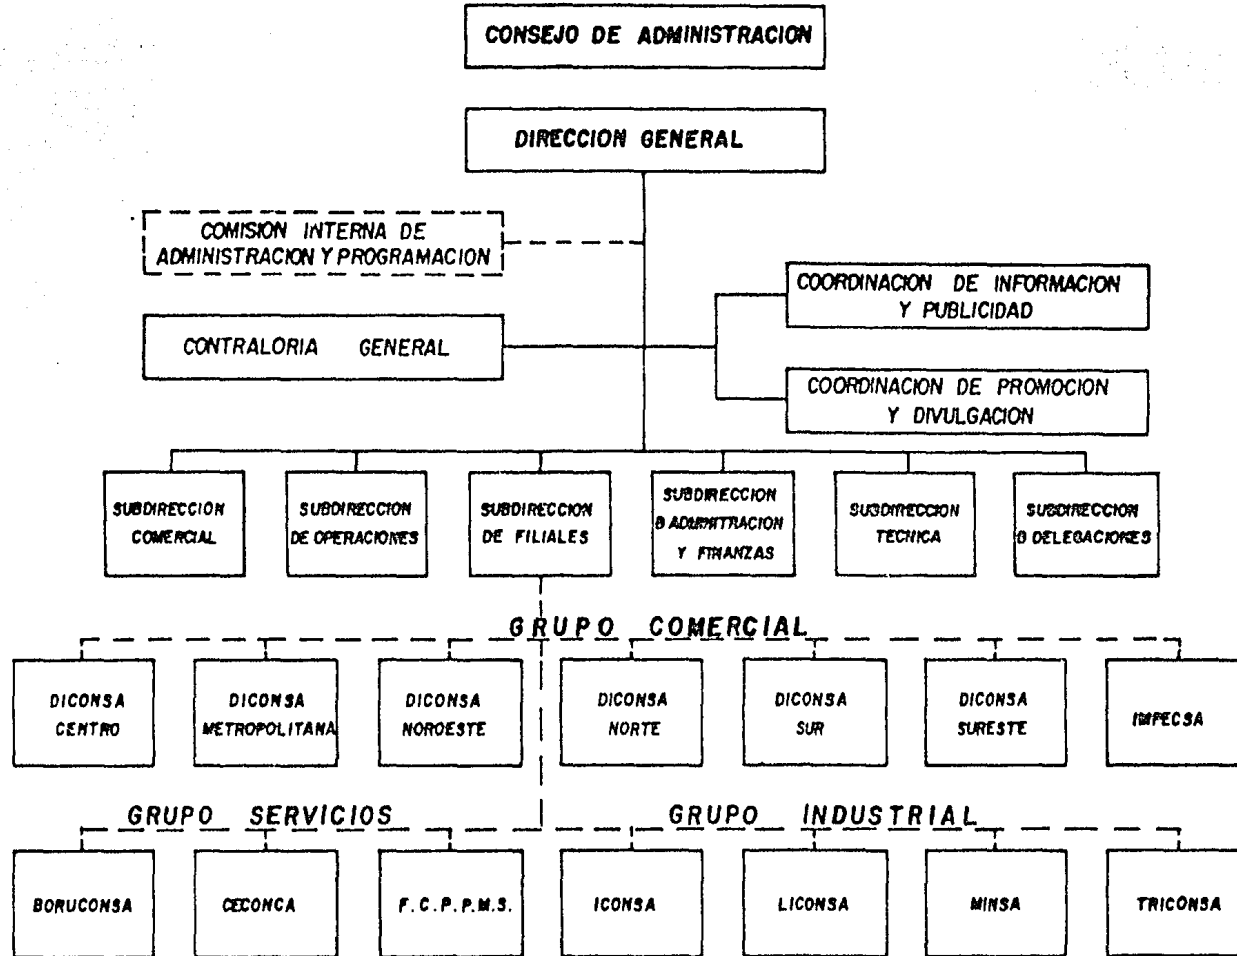 CONSEJO DE ADMINISTRACION
DIRECCION GENERAL
COMISION INTERNA DE
ADMINISTRACION Y PROGRAMACION
COORDINACION DE INFORMACION
Y PUBLICIDAD
CONTRALORIA GENERAL
COORDINACION DE PROMOCION
Y DIVULGACION
SUBDIRECCION
COMERCIAL
SUBDIRECCION
DE OPERACIONES
SUBDIRECCION
DE FILIALES
SUBDIRECCION
D ADMINITRACION
Y FINANZAS
SUBDIRECCION
TECNICA
SUBDIRECCION
D DELEGACIONES
GRUPO COMERCIAL
DICONSA
CENTRO
DICONSA
METROPOLITANA
DICONSA
NOROESTE
DICONSA
NORTE
DICONSA
SUR
DICONSA
SURESTE
IMPECSA
GRUPO SERVICIOS
GRUPO INDUSTRIAL
BORUCONSA
CECONCA
F.C.P.P.M.S.
ICONSA
LICONSA
MINSA
TRICONSA